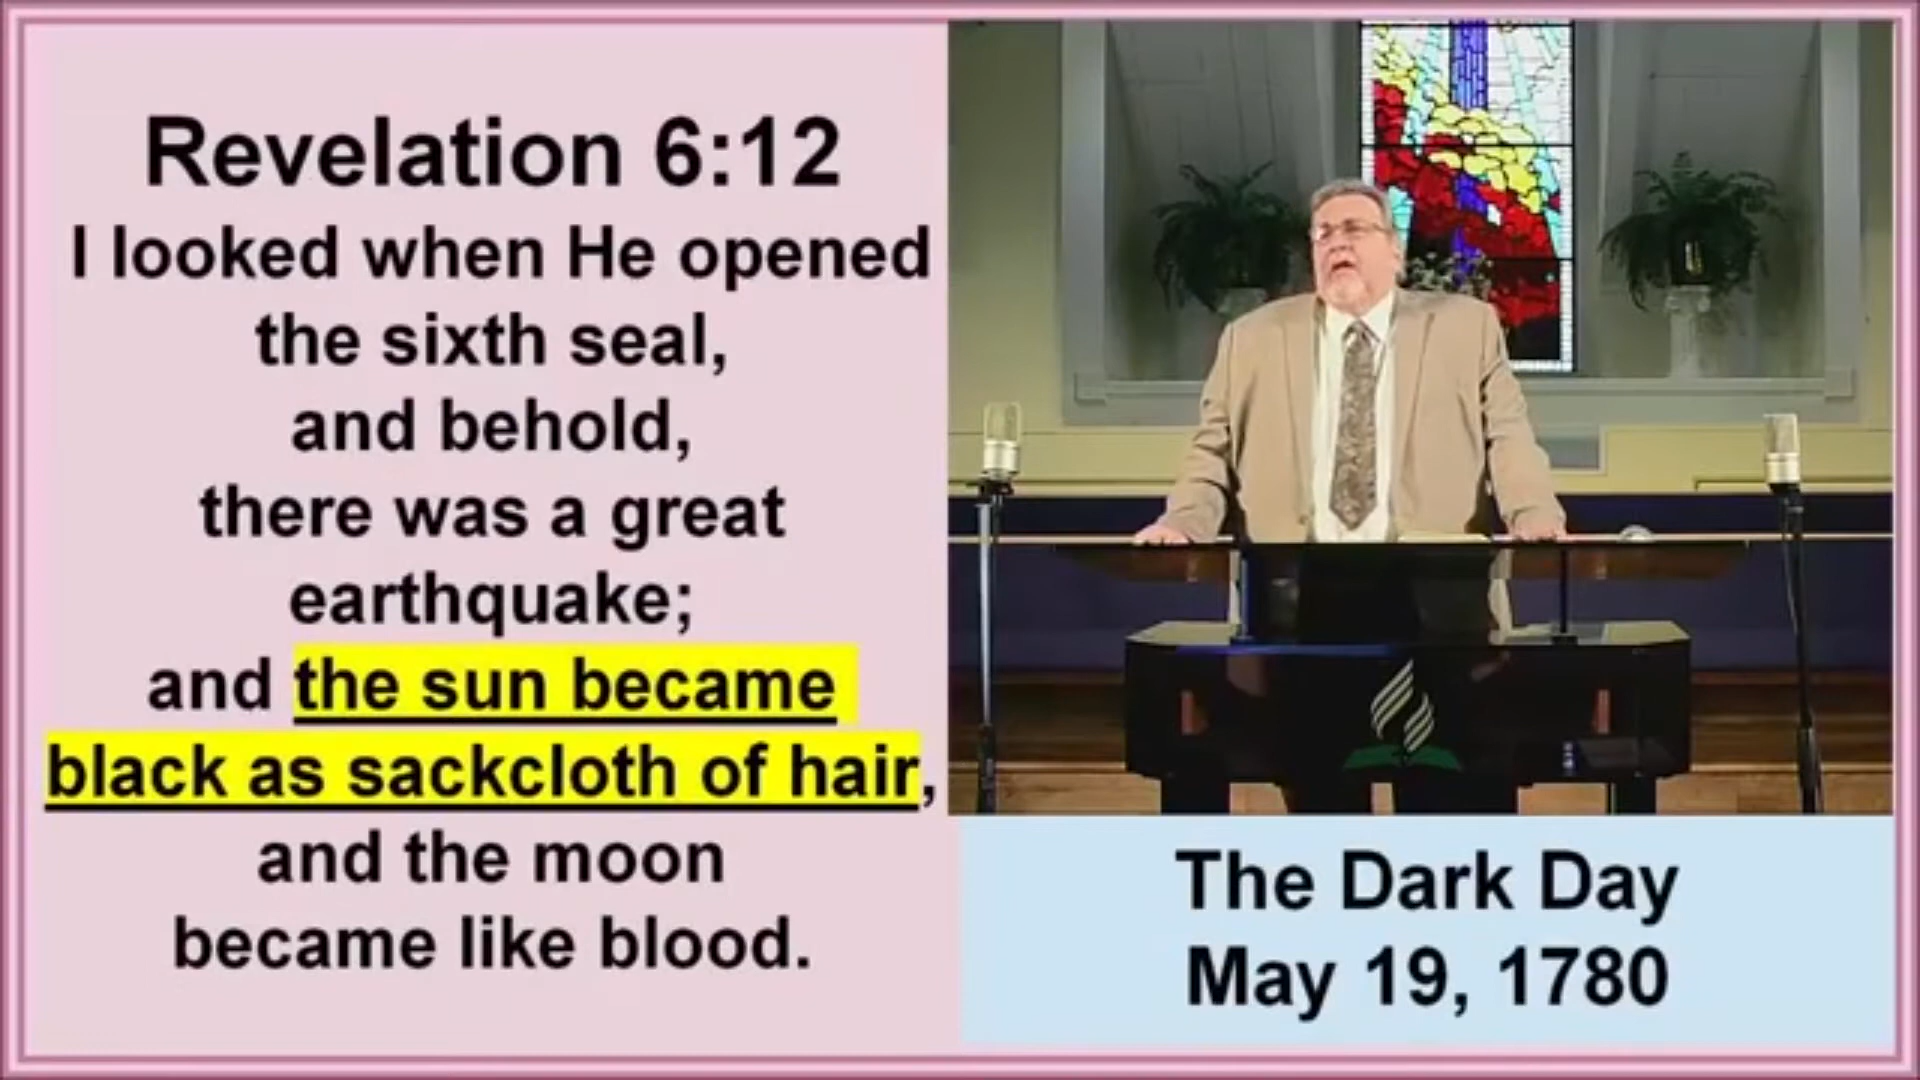 Revelation 6:12
I looked when He opened
the sixth seal,
and behold,
there was a great
earthquake;
and the sun became
black as sackcloth of hair,
and the moon
became like blood.
The Dark Day
May 19, 1780